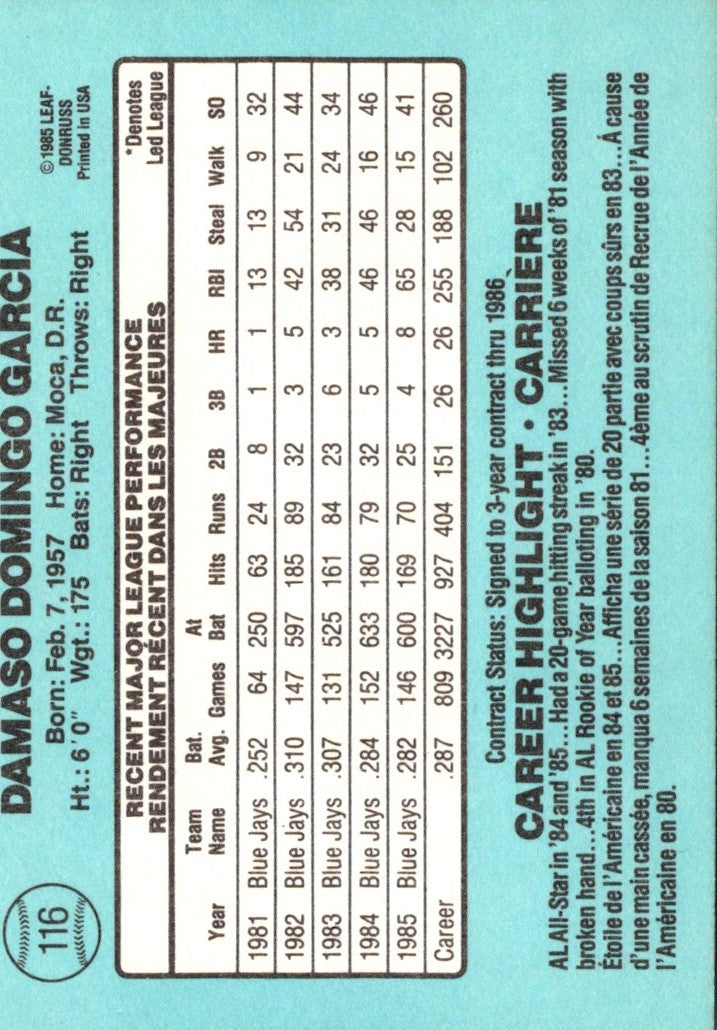 116
DAMASO DOMINGO GARCIA
Born: Feb. 7, 1957 Home: Moca, D.R.
Ht.: 6´0" Wgt.: 175 Bats: Right Throws: Right
© 1985 LEAF-
DONRUSS
Printed in USA
RECENT MAJOR LEAGUE PERFORMANCE
RENDEMENT RÉCENT DANS LES MAJEURES
*Denotes
Led League
Year Team Name Bat. Avg. Games At Bat Hits Runs 2B 3B HR RBI Steal Walk SO
1981 Blue Jays .252 64 250 63 24 8 1 1 13 13 9 32
1982 Blue Jays .310 147 597 185 89 32 3 5 42 54 21 44
1983 Blue Jays .307 131 525 161 84 23 6 3 38 31 24 34
1984 Blue Jays .284 152 633 180 79 32 5 5 46 46 16 46
1985 Blue Jays .282 146 600 169 70 25 4 8 65 28 15 41
Career .287 809 3227 927 404 151 26 26 255 188 102 260
Contract Status: Signed to 3-year contract thru 1986
CAREER HIGHLIGHT • CARRIÈRE
AL All-Star in '84 and '85...Had a 20-game hitting streak in '83...Missed 6 weeks of '81 season with
broken hand...4th in AL Rookie of Year balloting in '80.
Étoile de l'Américaine en 84 et 85...Afficha une série de 20 partie avec coups sûrs en 83...À cause
d'une main cassée, manqua 6 semaines de la saison 81...4ème au scrutin de Recrue de l'Année de
l'Américaine en 80.